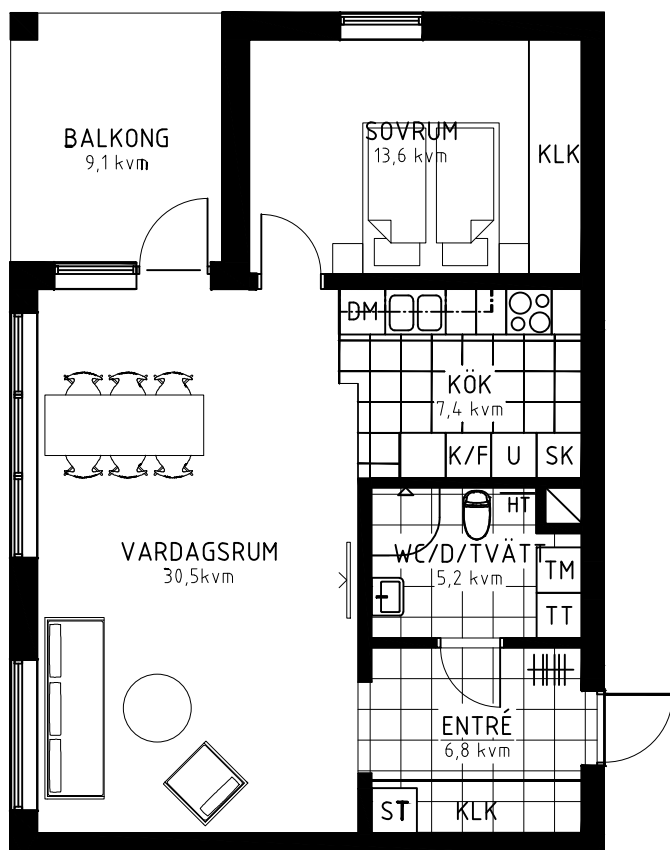 BALKONG
9,1 kvm
SOVRUM
13,6 kvm
KLK
DM
KÖK
7,4 kvm
K/F U SK
HT
VARDAGSRUM
30,5kvm
WC/D/TVÄTT
5,2 kvm
TM
TT
ENTRÉ
6,8 kvm
ST KLK